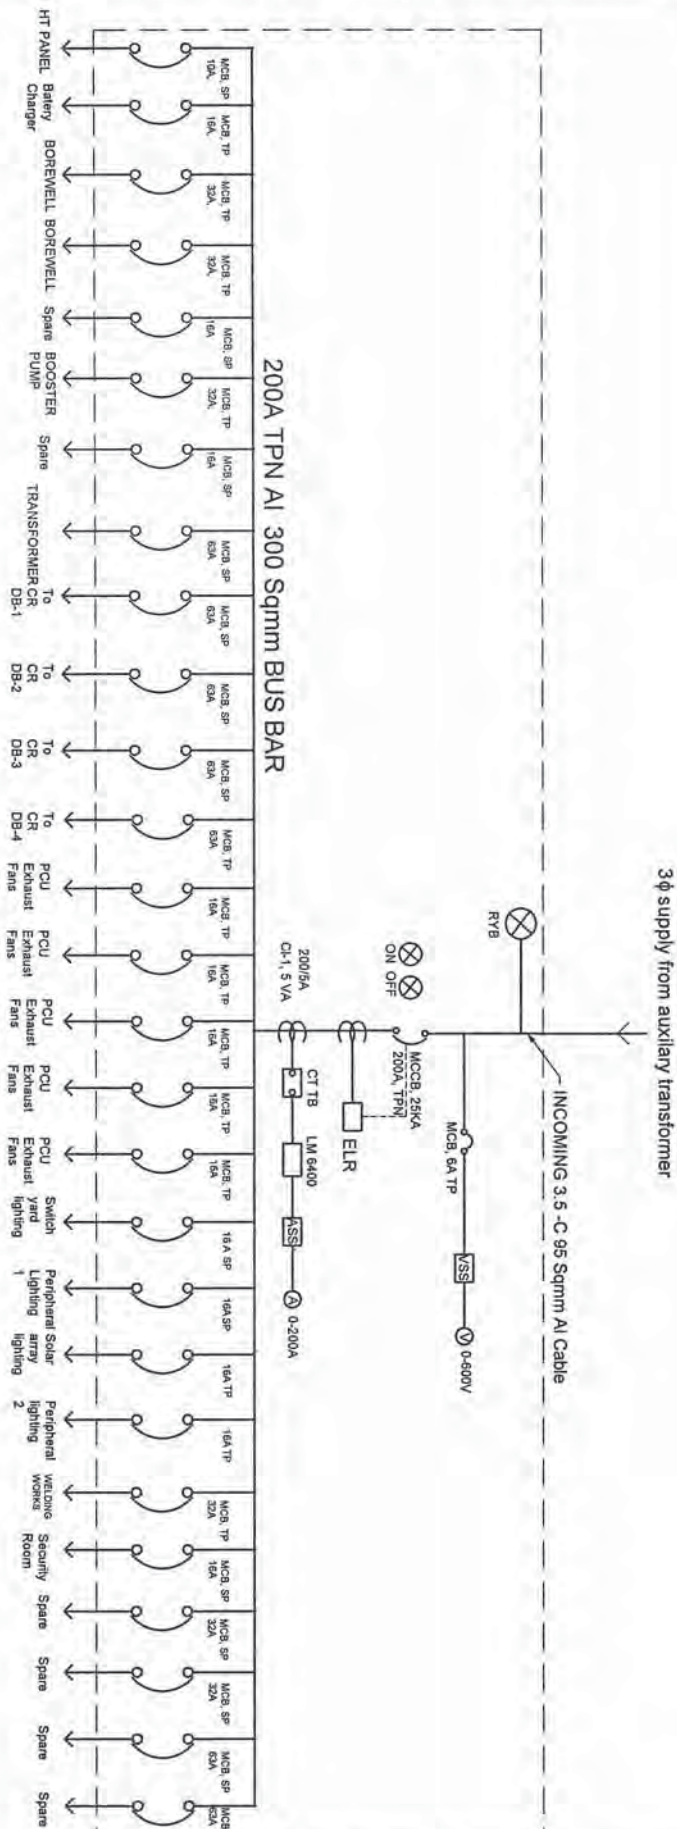 3ϕ supply from auxilary transformer
INCOMING 3.5 -C 95 Sqmm Al Cable
RYB
MCB, 6A TP
VSS
V
0-600V
ON
OFF
MCCB, 25KA
200A, TPN
ELR
200/5A
Cl-1, 5 VA
CT TB
LM 6400
ASS
A
0-200A
200A TPN Al 300 Sqmm BUS BAR
MCB, SP
10A,
MCB, TP
16A,
MCB, TP
32A,
MCB, TP
32A,
MCB, SP
16A
MCB, TP
32A,
MCB, SP
16A
MCB, SP
63A
MCB, SP
63A
MCB, SP
63A
MCB, SP
63A
MCB, TP
63A
MCB, TP
16A
MCB, TP
16A
MCB, TP
16A
MCB, TP
16A
MCB, TP
16A
16 A SP
16A SP
16A TP
16A TP
MCB, TP
32A
MCB, SP
16A
MCB, SP
32A
MCB, SP
32A
MCB, SP
63A
MCB
63A
HT PANEL
Batery
Charger
BOREWELL
BOREWELL
Spare
BOOSTER
PUMP
Spare
TRANSFORMER
To
CR
DB-1
To
CR
DB-2
To
CR
DB-3
To
CR
DB-4
PCU
Exhaust
Fans
PCU
Exhaust
Fans
PCU
Exhaust
Fans
PCU
Exhaust
Fans
PCU
Exhaust
Fans
Switch
yard
lighting
Peripheral
Lighting
1
Solar
array
lighting
Peripheral
lighting
2
WELDING
WORKS
Security
Room
Spare
Spare
Spare
Spare